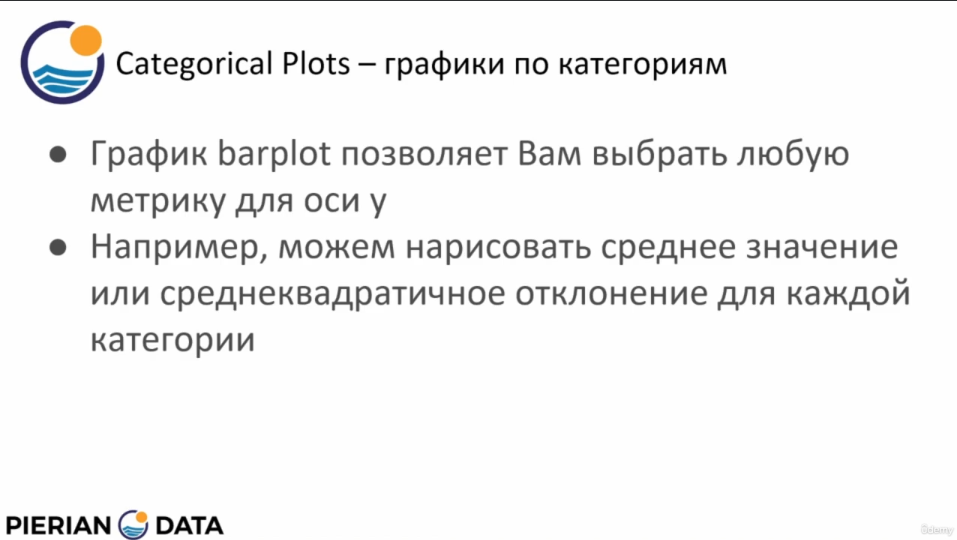 Categorical Plots – графики по категориям
● График barplot позволяет Вам выбрать любую
метрику для оси y
● Например, можем нарисовать среднее значение
или среднеквадратичное отклонение для каждой
категории
PIERIAN DATA
ûdemy